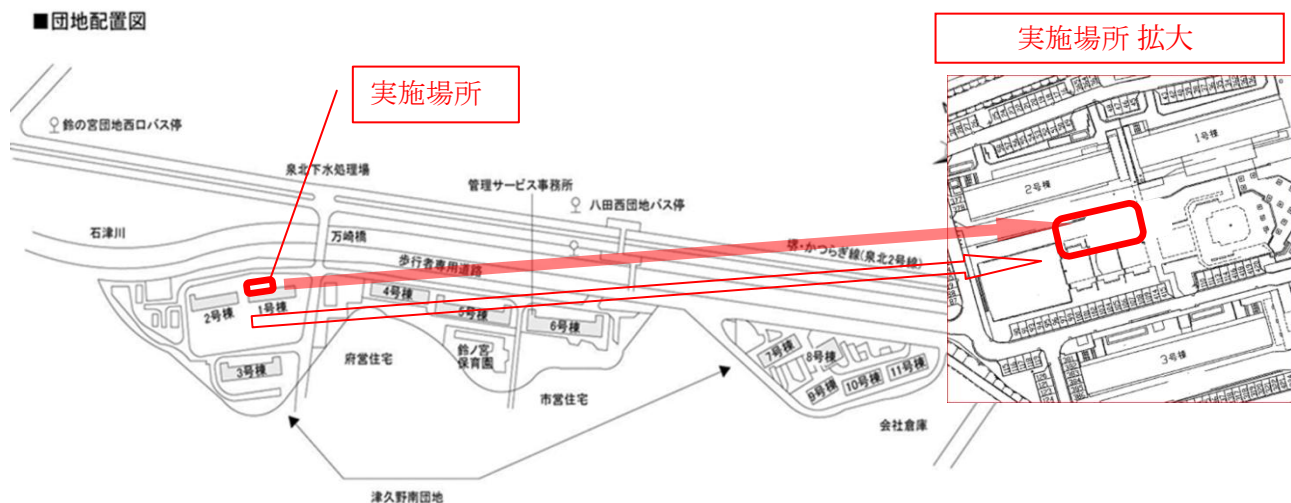 ■団地配置図
実施場所 拡大
実施場所
鈴の宮団地西口バス停
泉北下水処理場
管理サービス事務所
八田西団地バス停
石津川
万崎橋
堺・かつらぎ線(泉北2号線)
歩行者専用道路
1号棟
2号棟
3号棟
4号棟
5号棟
6号棟
府営住宅
鈴ノ宮
保育園
市営住宅
7号棟
8号棟
9号棟
10号棟
11号棟
会社倉庫
津久野南団地
1号棟
2号棟
3号棟